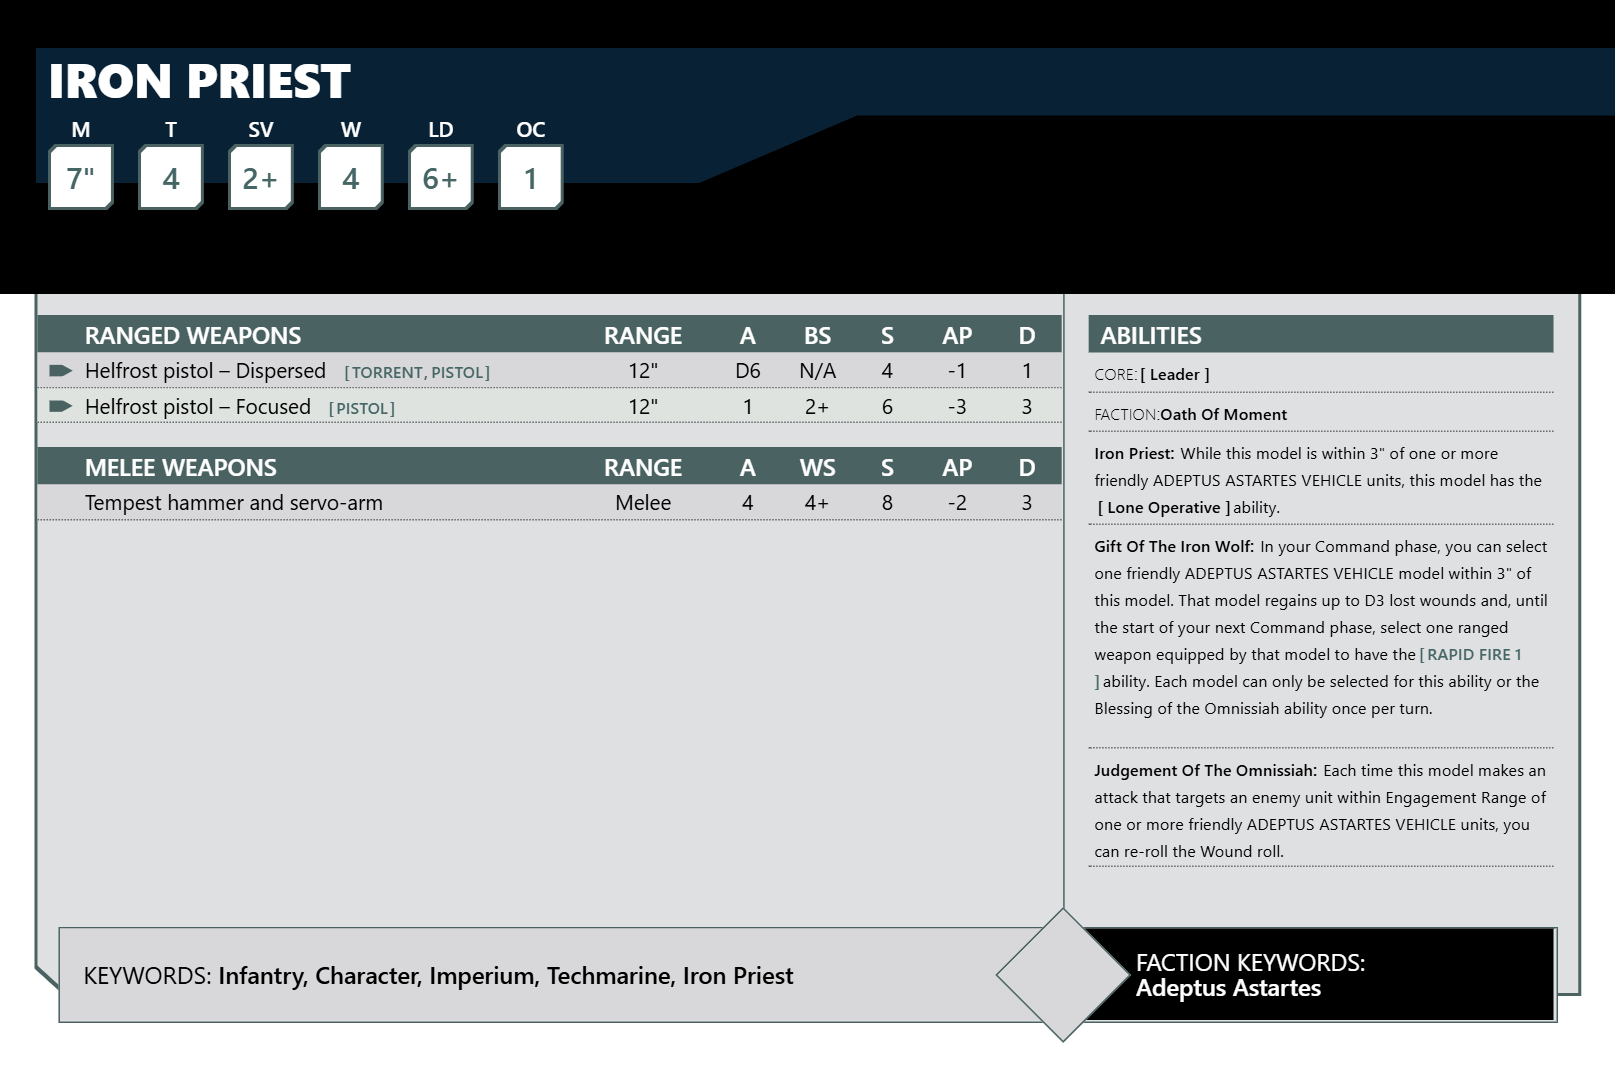 IRON PRIEST
M T SV W LD OC
7" 4 2+ 4 6+ 1
RANGED WEAPONS RANGE A BS S AP D
Helfrost pistol – Dispersed [TORRENT, PISTOL] 12" D6 N/A 4 -1 1
Helfrost pistol – Focused [PISTOL] 12" 1 2+ 6 -3 3
MELEE WEAPONS RANGE A WS S AP D
Tempest hammer and servo-arm Melee 4 4+ 8 -2 3
ABILITIES
CORE: [ Leader ]
FACTION:Oath Of Moment
Iron Priest: While this model is within 3" of one or more
friendly ADEPTUS ASTARTES VEHICLE units, this model has the
[ Lone Operative ] ability.
Gift Of The Iron Wolf: In your Command phase, you can select
one friendly ADEPTUS ASTARTES VEHICLE model within 3" of
this model. That model regains up to D3 lost wounds and, until
the start of your next Command phase, select one ranged
weapon equipped by that model to have the [ RAPID FIRE 1
] ability. Each model can only be selected for this ability or the
Blessing of the Omnissiah ability once per turn.
Judgement Of The Omnissiah: Each time this model makes an
attack that targets an enemy unit within Engagement Range of
one or more friendly ADEPTUS ASTARTES VEHICLE units, you
can re-roll the Wound roll.
KEYWORDS: Infantry, Character, Imperium, Techmarine, Iron Priest
FACTION KEYWORDS:
Adeptus Astartes